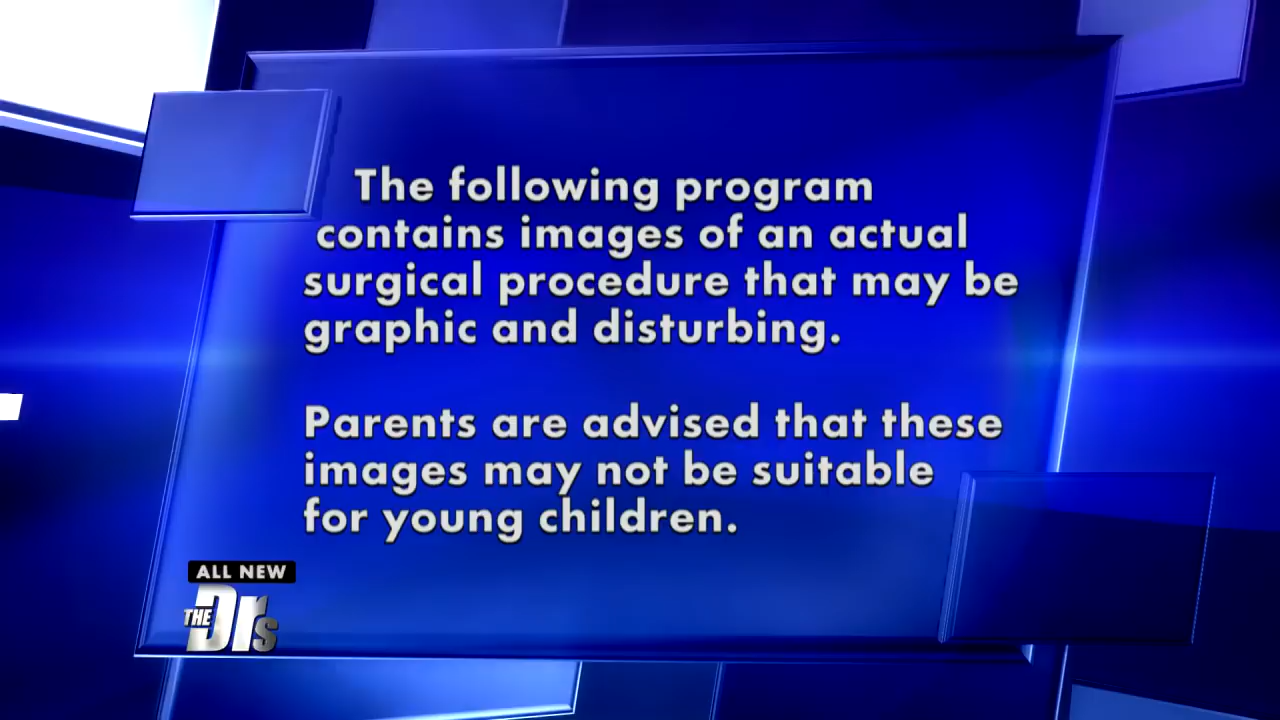 The following program
contains images of an actual
surgical procedure that may be
graphic and disturbing.
Parents are advised that these
images may not be suitable
for young children.
ALL NEW
THE Drs